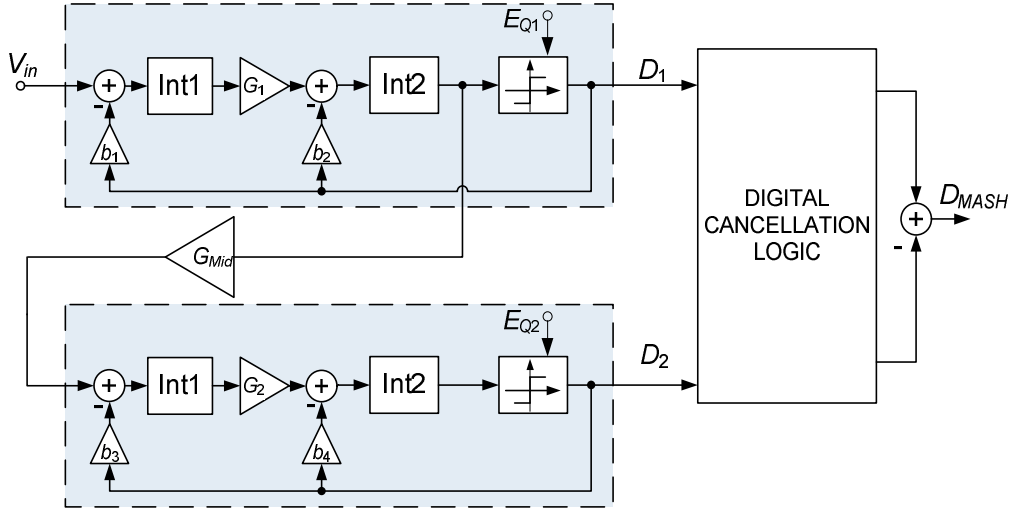 E_Q1
V_in
+
-
Int1
G_1
+
-
Int2
D_1
b_1
b_2
DIGITAL
CANCELLATION
LOGIC
+
-
D_MASH
G_Mid
E_Q2
+
-
Int1
G_2
+
-
Int2
D_2
b_3
b_4